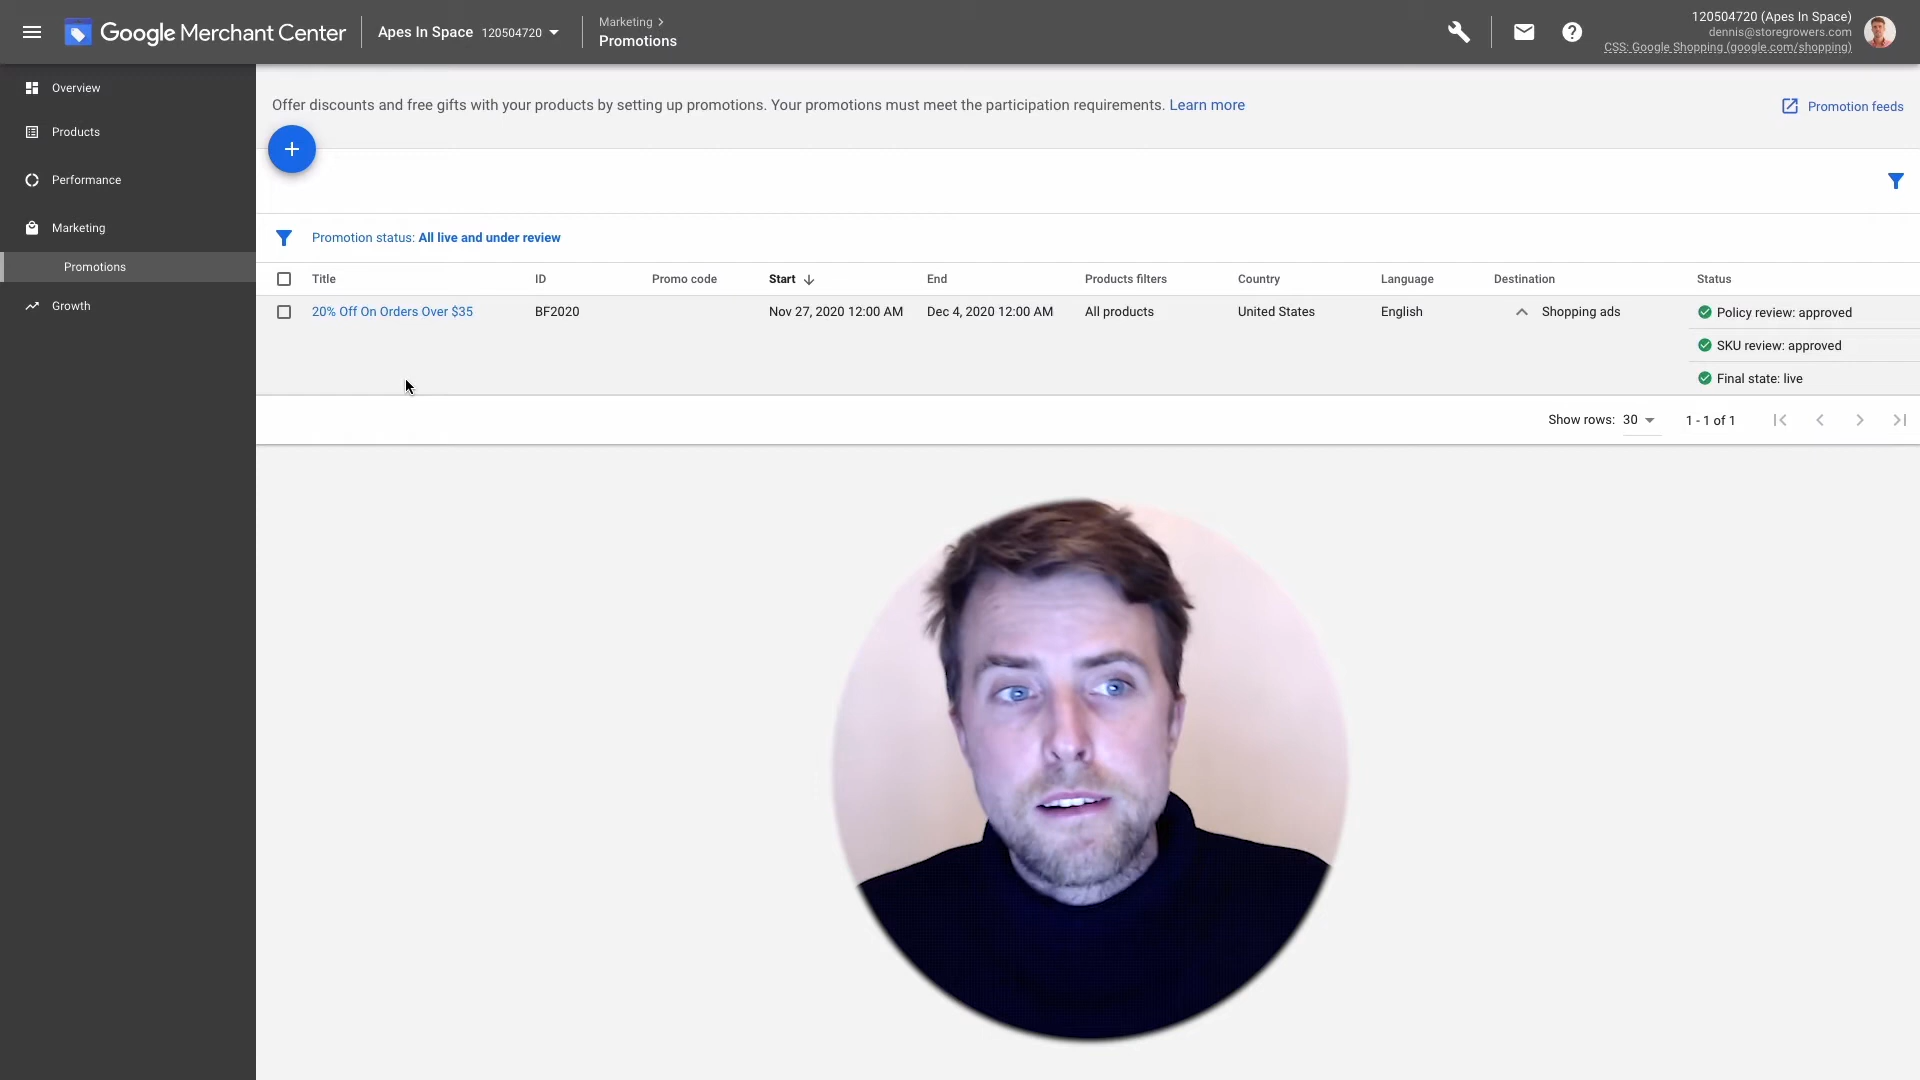 Google Merchant Center
Apes In Space 120504720
Marketing
Promotions
120504720 (Apes In Space)
dennis@storegrowers.com
CSS: Google Shopping (google.com/shopping)
Overview
Products
Performance
Marketing
Promotions
Growth
Offer discounts and free gifts with your products by setting up promotions. Your promotions must meet the participation requirements. Learn more
Promotion feeds
Promotion status: All live and under review
Title ID Promo code Start End Products filters Country Language Destination Status
20% Off On Orders Over $35 BF2020 Nov 27, 2020 12:00 AM Dec 4, 2020 12:00 AM All products United States English Shopping ads Policy review: approved
SKU review: approved
Final state: live
Show rows: 30 1 - 1 of 1